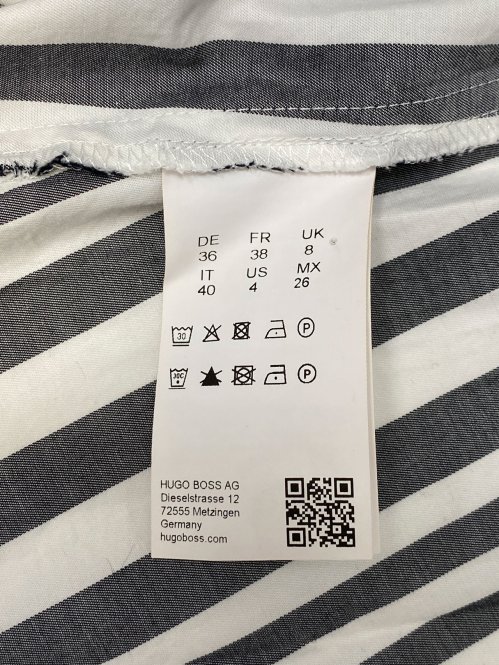 DE FR UK
36 38 8
IT US MX
40 4 26
30 P
30C P
HUGO BOSS AG
Dieselstrasse 12
72555 Metzingen
Germany
hugoboss.com